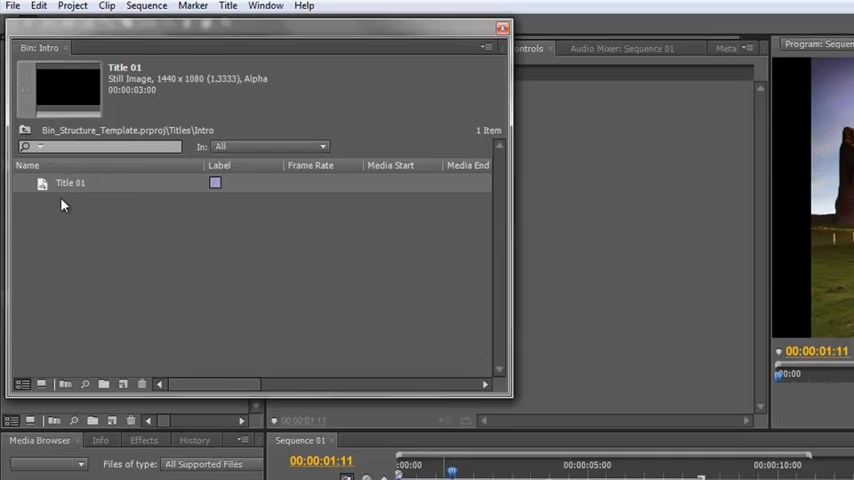 File Edit Project Clip Sequence Marker Title Window Help
Bin: Intro
Title 01
Still Image, 1440 x 1080 (1.3333), Alpha
00:00:03:00
Bin_Structure_Template.prproj\Titles\Intro 1 Item
In: All
Name Label Frame Rate Media Start Media End
Title 01
ontrols Audio Mixer: Sequence 01 Meta
Program: Sequen
00:00:01:11
:00:00
00:00:01:11
Media Browser Info Effects History
Files of type: All Supported Files
Sequence 01
00:00:01:11
:00:00 00:00:05:00 00:00:10:00